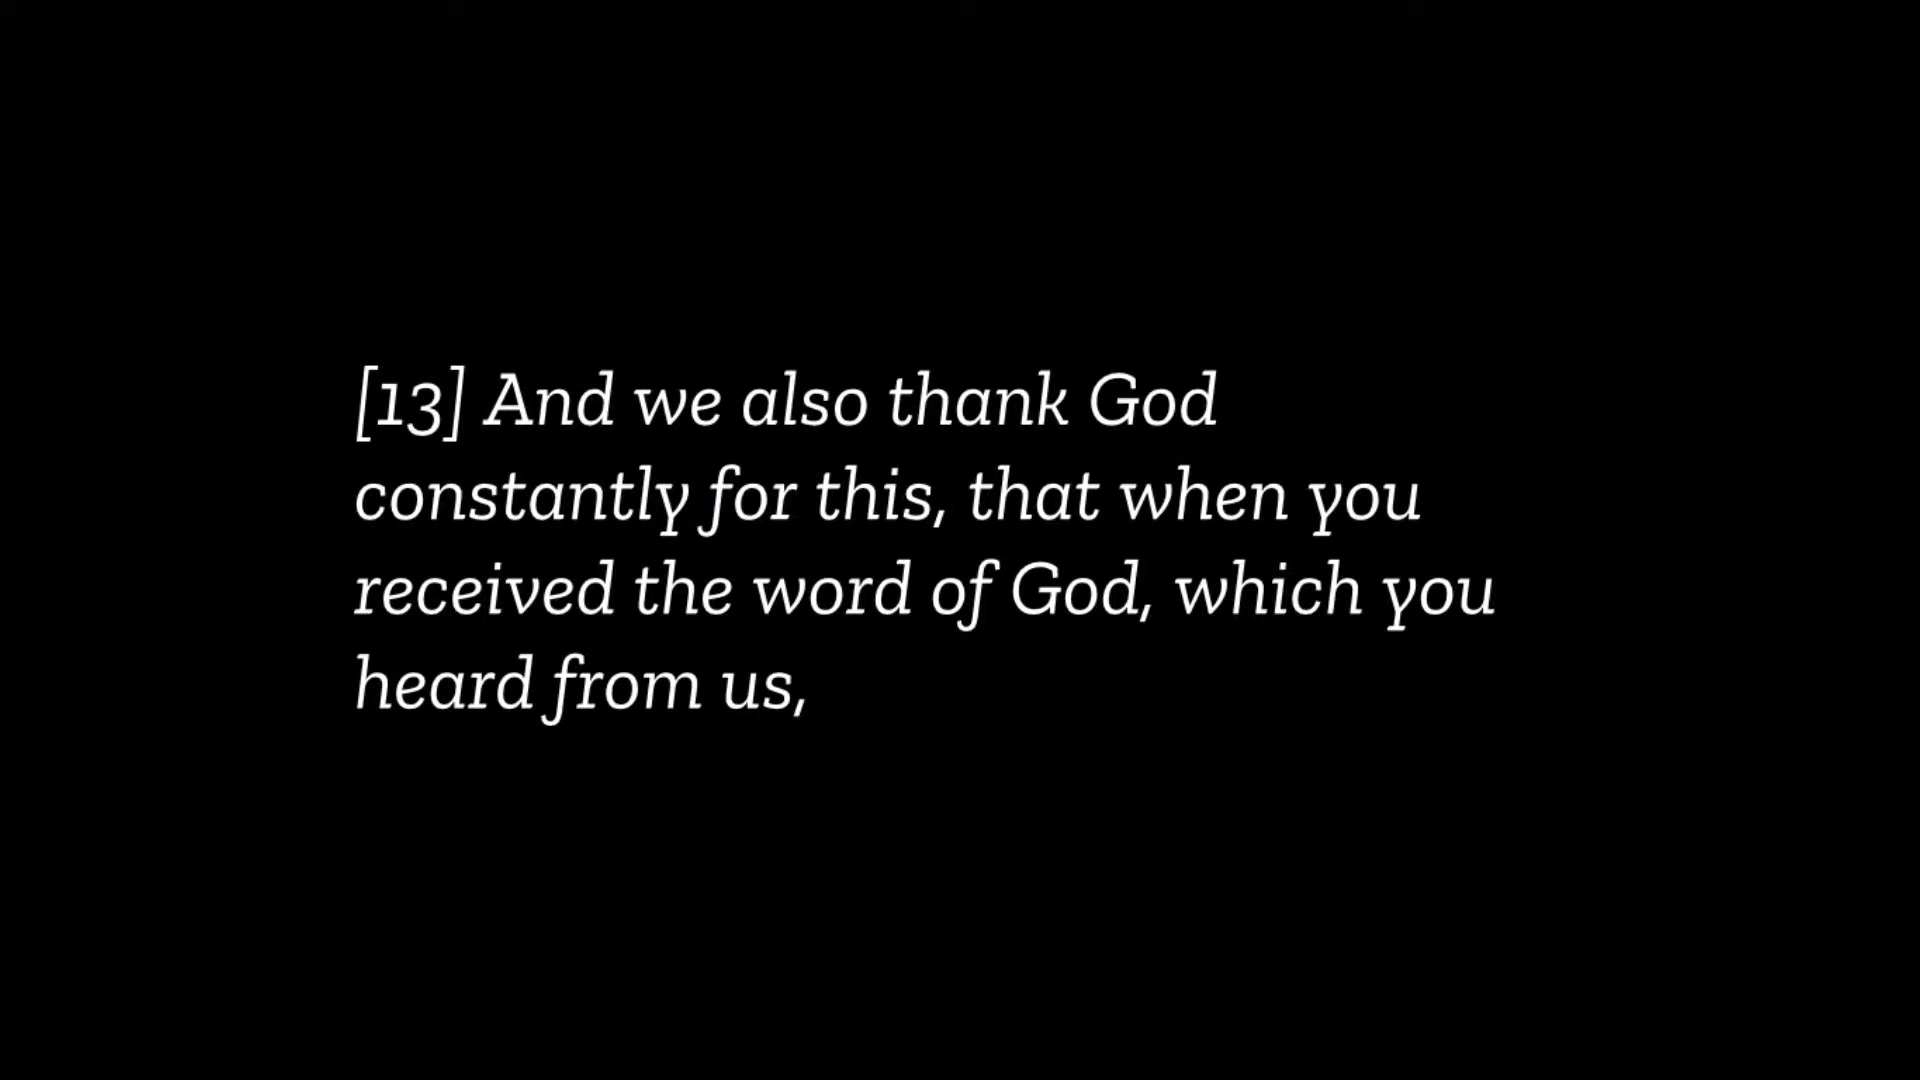 [13] And we also thank God
constantly for this, that when you
received the word of God, which you
heard from us,